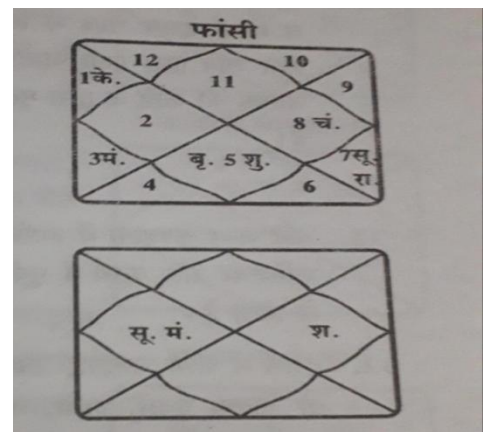 फांसी
12 10
1के. 11 9
2 8 चं.
3मं. बृ. 5 शु. 7सू.
4 6 रा.
सू. मं. श.